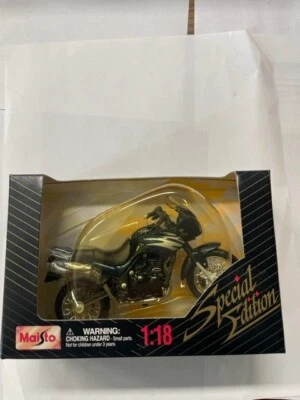 Special
Edition
Maisto
WARNING:
CHOKING HAZARD - Small parts.
Not for children under 3 years.
1:18